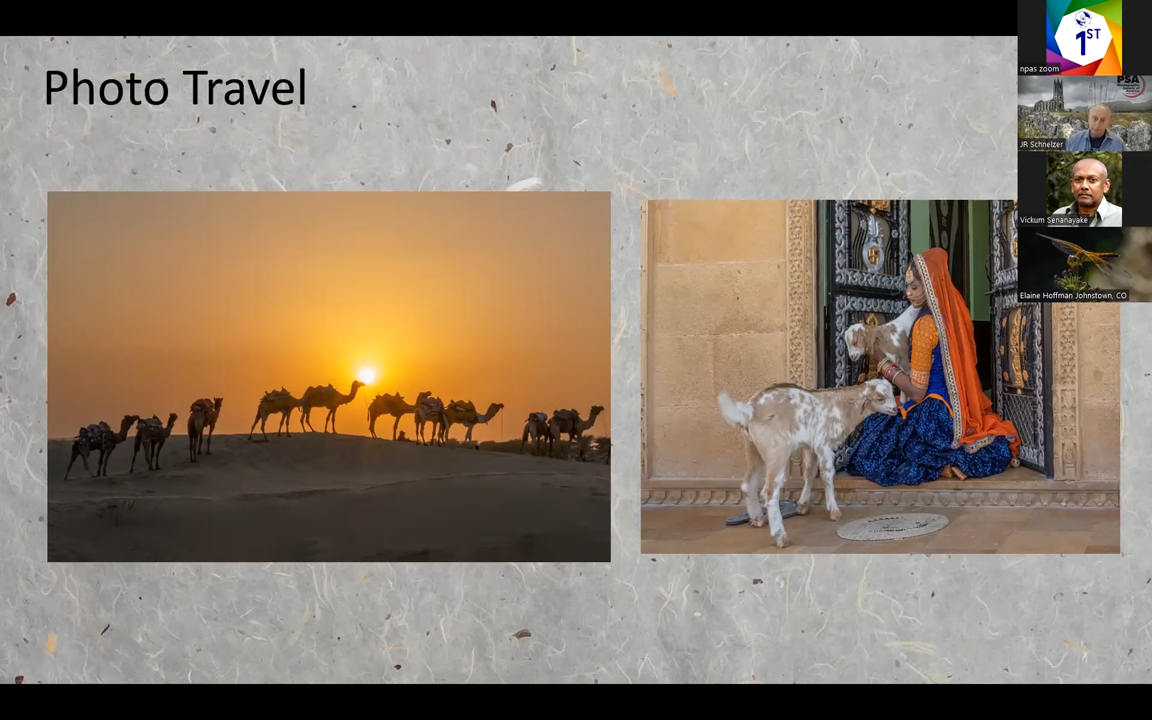 Photo Travel
1ST
npas zoom
PSA
JR Schnelzer
Vickum Senanayake
Elaine Hoffman Johnstown, CO